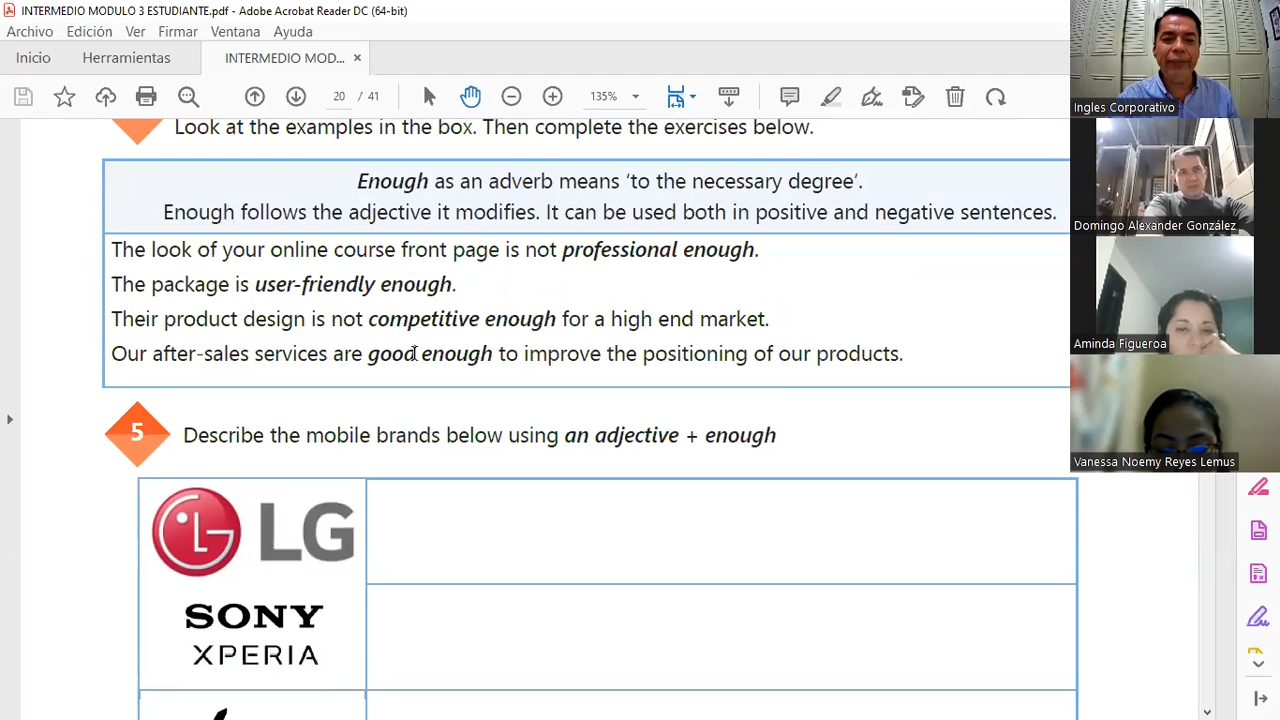 INTERMEDIO MODULO 3 ESTUDIANTE.pdf - Adobe Acrobat Reader DC (64-bit)
Archivo Edición Ver Firmar Ventana Ayuda
Inicio Herramientas INTERMEDIO MOD...
20 / 41 135%
Look at the examples in the box. Then complete the exercises below.
Enough as an adverb means ‘to the necessary degree’.
Enough follows the adjective it modifies. It can be used both in positive and negative sentences.
The look of your online course front page is not professional enough.
The package is user-friendly enough.
Their product design is not competitive enough for a high end market.
Our after-sales services are good enough to improve the positioning of our products.
5 Describe the mobile brands below using an adjective + enough
LG
SONY
XPERIA
Ingles Corporativo
Domingo Alexander González
Aminda Figueroa
Vanessa Noemy Reyes Lemus